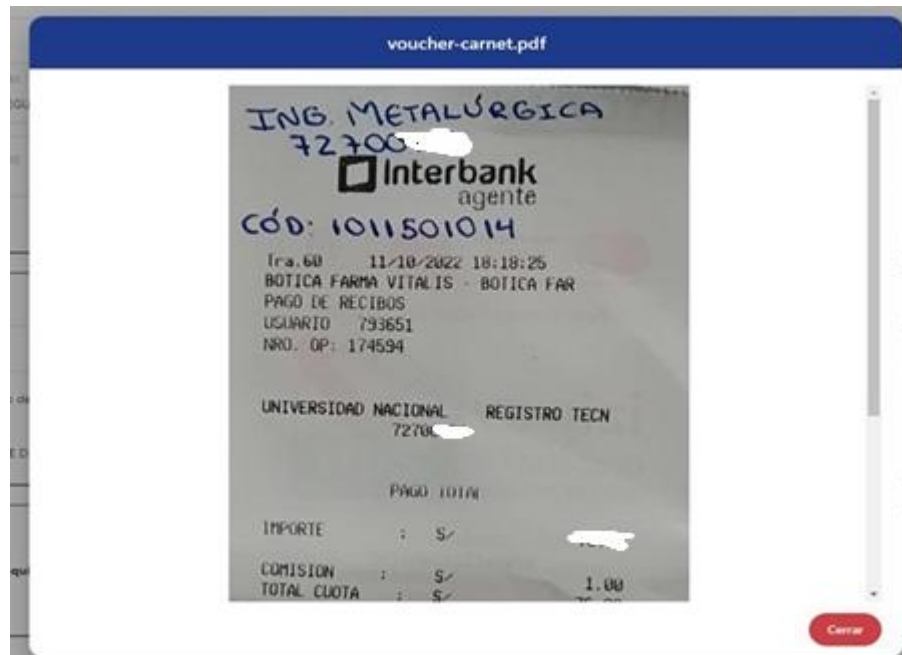 voucher-carnet.pdf
ING. METALÚRGICA
72700
Interbank
agente
CÓD: 1011501014
Tra.60 11/10/2022 18:18:25
BOTICA FARMA VITALIS - BOTICA FAR
PAGO DE RECIBOS
USUARIO 793651
NRO. OP: 174594
UNIVERSIDAD NACIONAL REGISTRO TECN
7270
PAGO TOTAL
IMPORTE : S/
COMISION : S/ 1.00
TOTAL CUOTA : S/
Cerrar